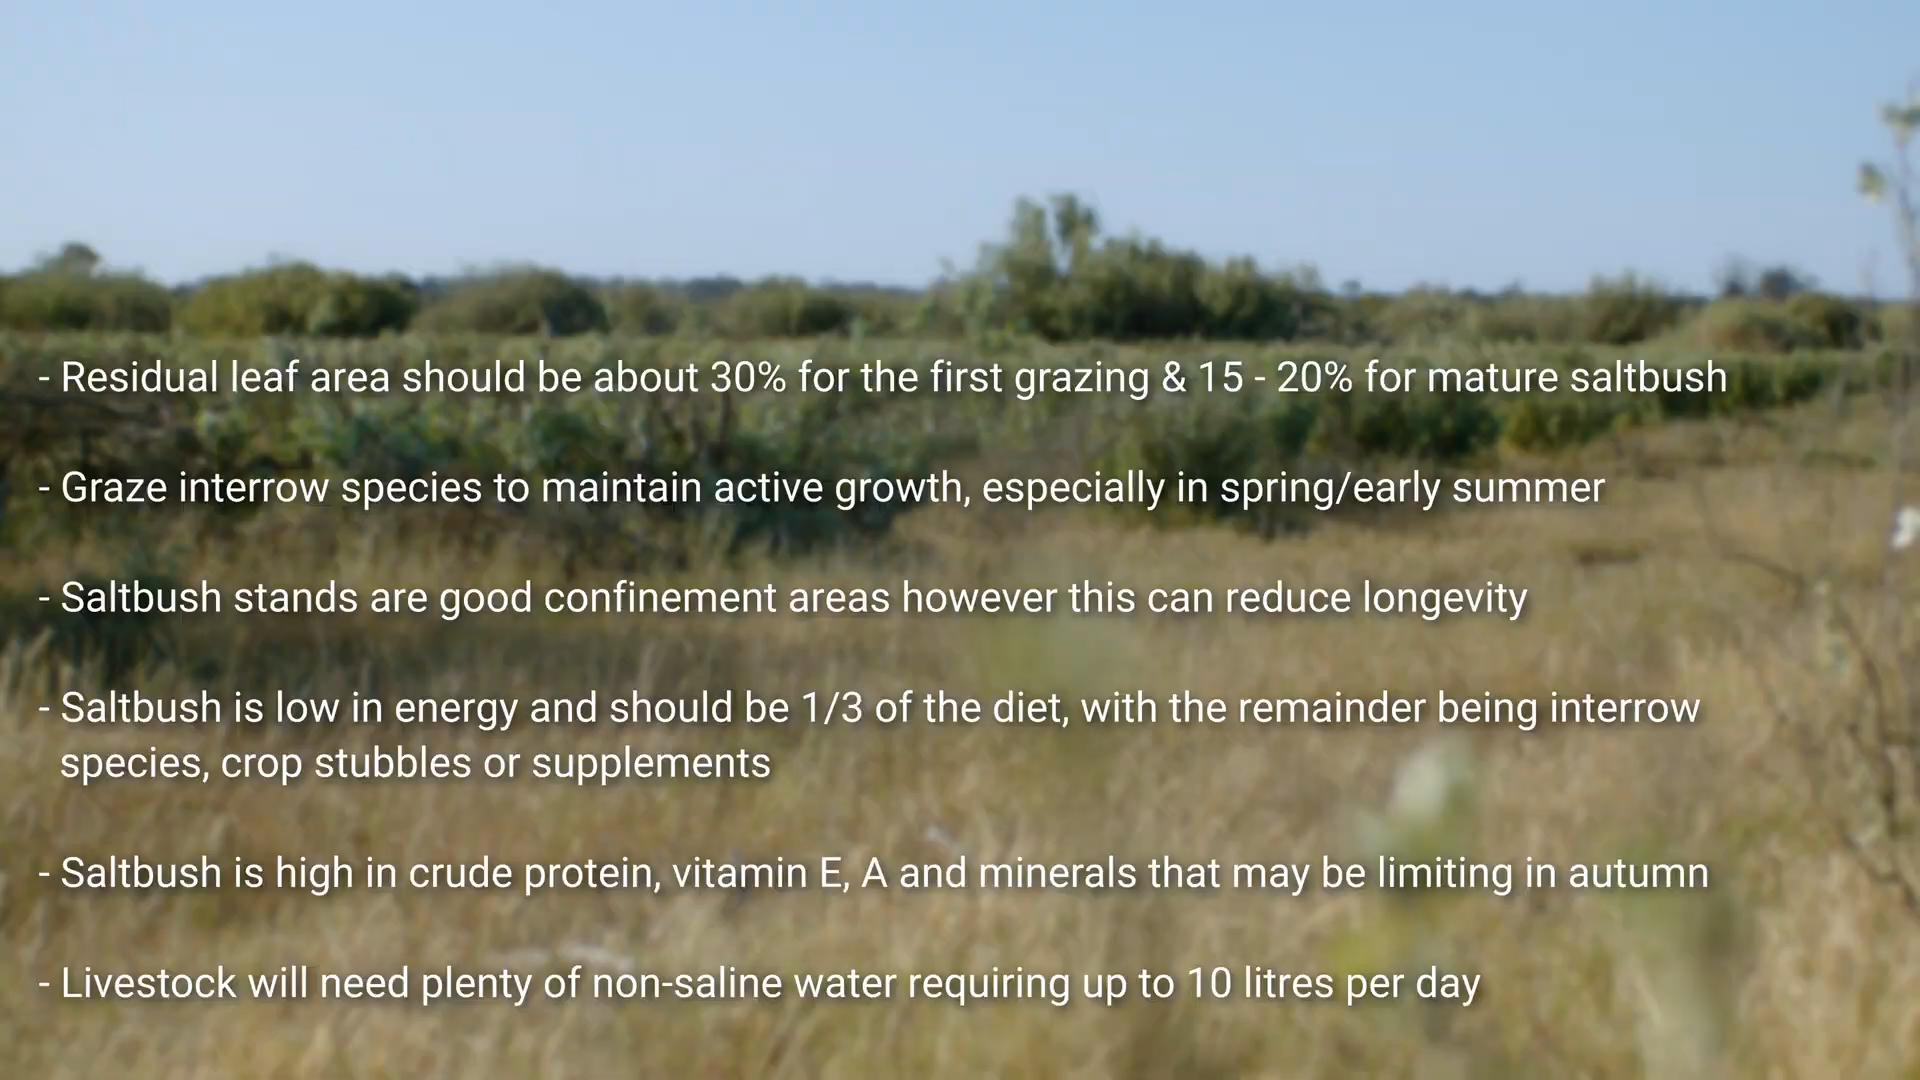 - Residual leaf area should be about 30% for the first grazing & 15 - 20% for mature saltbush
- Graze interrow species to maintain active growth, especially in spring/early summer
- Saltbush stands are good confinement areas however this can reduce longevity
- Saltbush is low in energy and should be 1/3 of the diet, with the remainder being interrow
species, crop stubbles or supplements
- Saltbush is high in crude protein, vitamin E, A and minerals that may be limiting in autumn
- Livestock will need plenty of non-saline water requiring up to 10 litres per day